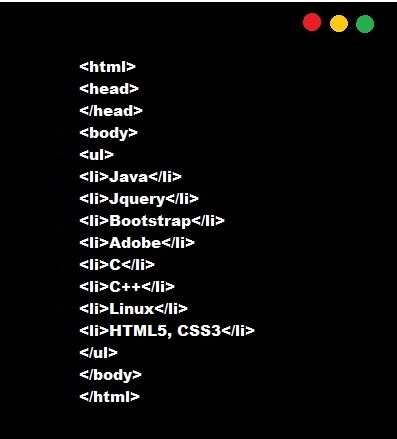 <html>
<head>
</head>
<body>
<ul>
<li>Java</li>
<li>Jquery</li>
<li>Bootstrap</li>
<li>Adobe</li>
<li>C</li>
<li>C++</li>
<li>Linux</li>
<li>HTML5, CSS3</li>
</ul>
</body>
</html>